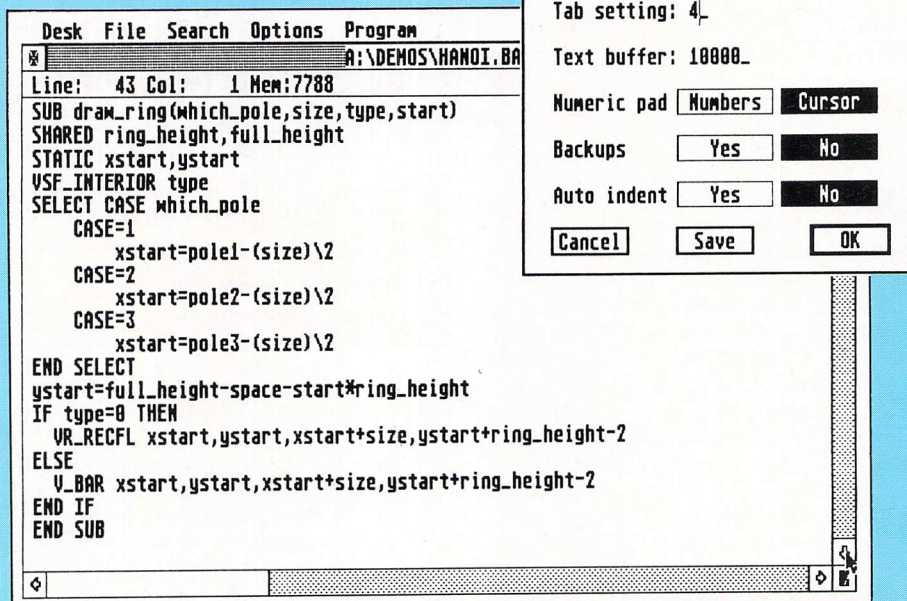 Desk File Search Options Program
A:\DEMOS\HANOI.BA
Line: 43 Col: 1 Mem:7788
SUB draw_ring(which_pole,size,type,start)
SHARED ring_height,full_height
STATIC xstart,ystart
VSF_INTERIOR type
SELECT CASE which_pole
CASE=1
xstart=pole1-(size)\2
CASE=2
xstart=pole2-(size)\2
CASE=3
xstart=pole3-(size)\2
END SELECT
ystart=full_height-space-start*ring_height
IF type=0 THEN
VR_RECFL xstart,ystart,xstart+size,ystart+ring_height-2
ELSE
V_BAR xstart,ystart,xstart+size,ystart+ring_height-2
END IF
END SUB
Tab setting: 4_
Text buffer: 10000_
Numeric pad Numbers Cursor
Backups Yes No
Auto indent Yes No
Cancel Save OK